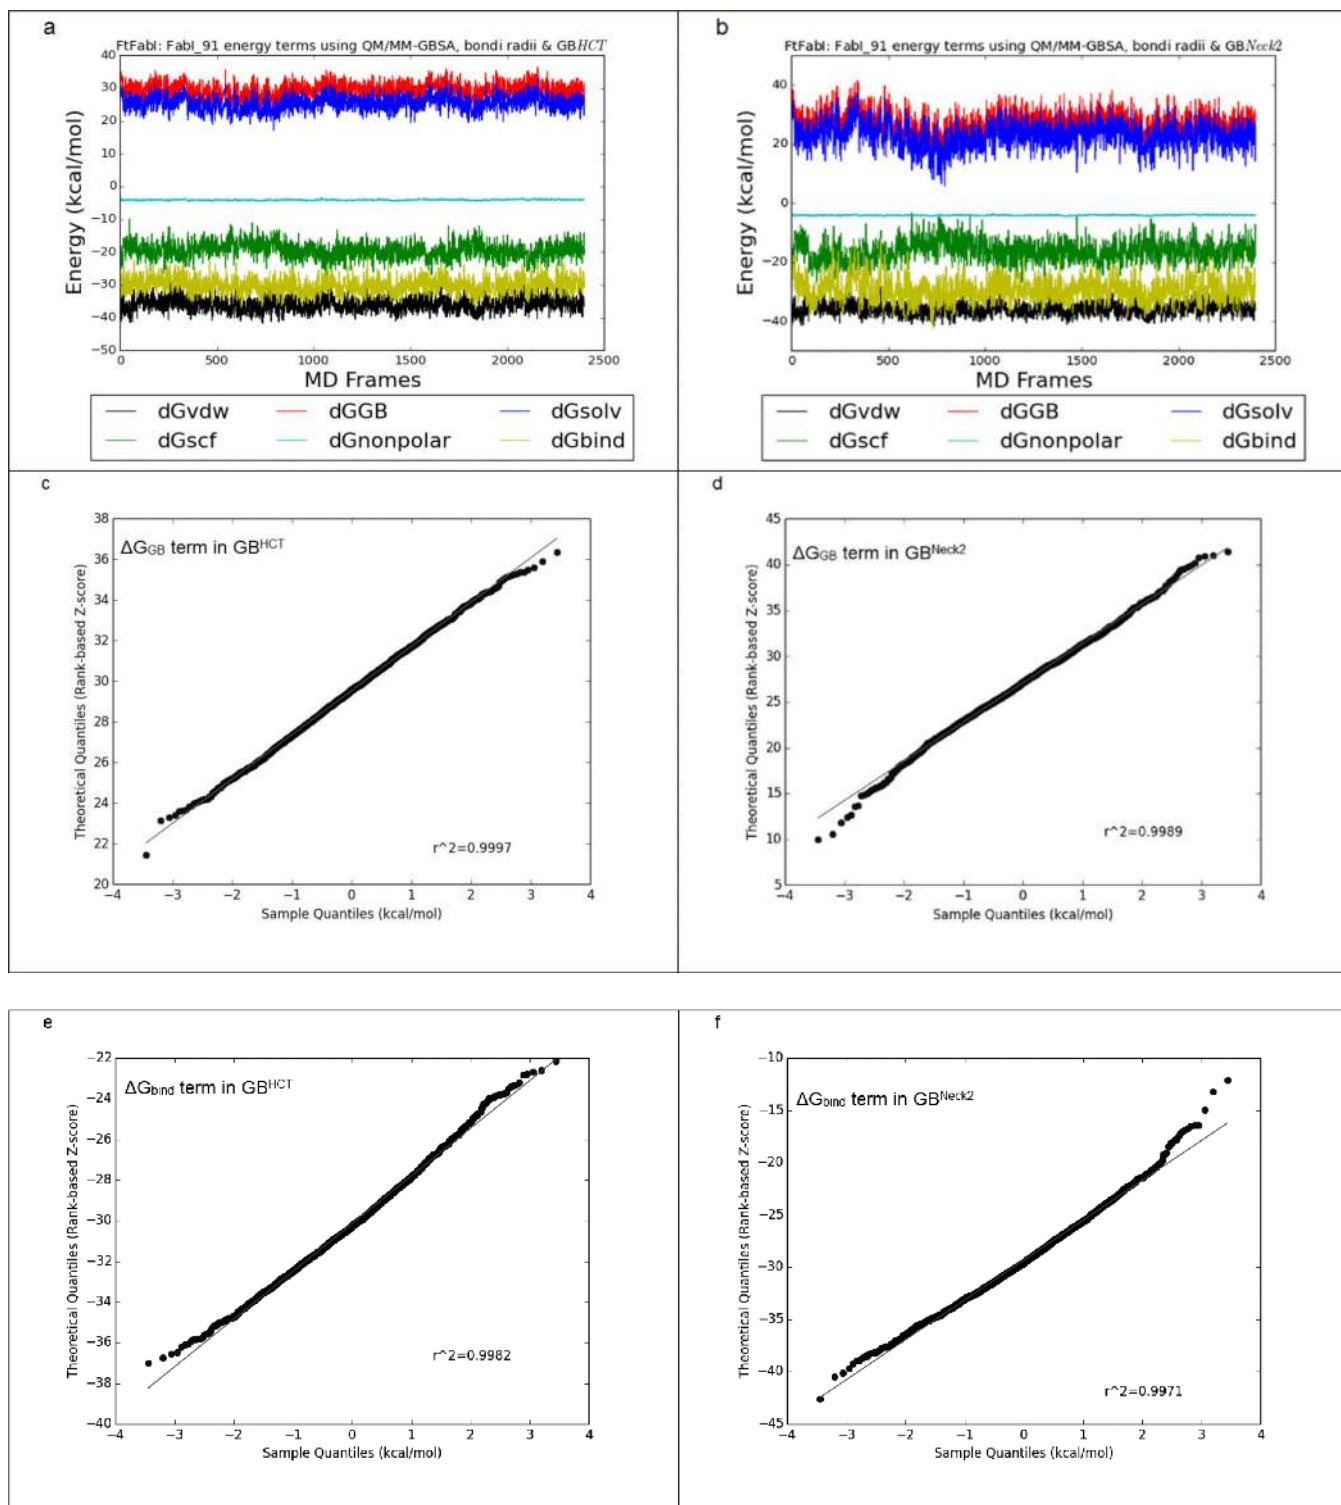 a
FtFabI: FabI_91 energy terms using QM/MM-GBSA, bondi radii & GBHCT
40
30
20
10
0
−10
−20
−30
−40
−50
Energy (kcal/mol)
0 500 1000 1500 2000 2500
MD Frames
dGvdw dGGB dGsolv
dGscf dGnonpolar dGbind
b
FtFabI: FabI_91 energy terms using QM/MM-GBSA, bondi radii & GBNeck2
40
20
0
−20
−40
Energy (kcal/mol)
0 500 1000 1500 2000 2500
MD Frames
dGvdw dGGB dGsolv
dGscf dGnonpolar dGbind
c
ΔGGB term in GBHCT
38
36
34
32
30
28
26
24
22
20
Theoretical Quantiles (Rank-based Z-score)
r^2=0.9997
−4 −3 −2 −1 0 1 2 3 4
Sample Quantiles (kcal/mol)
d
ΔGGB term in GBNeck2
45
40
35
30
25
20
15
10
5
Theoretical Quantiles (Rank-based Z-score)
r^2=0.9989
−4 −3 −2 −1 0 1 2 3 4
Sample Quantiles (kcal/mol)
e
ΔGbind term in GBHCT
−22
−24
−26
−28
−30
−32
−34
−36
−38
−40
Theoretical Quantiles (Rank-based Z-score)
r^2=0.9982
−4 −3 −2 −1 0 1 2 3 4
Sample Quantiles (kcal/mol)
f
ΔGbind term in GBNeck2
−10
−15
−20
−25
−30
−35
−40
−45
Theoretical Quantiles (Rank-based Z-score)
r^2=0.9971
−4 −3 −2 −1 0 1 2 3 4
Sample Quantiles (kcal/mol)